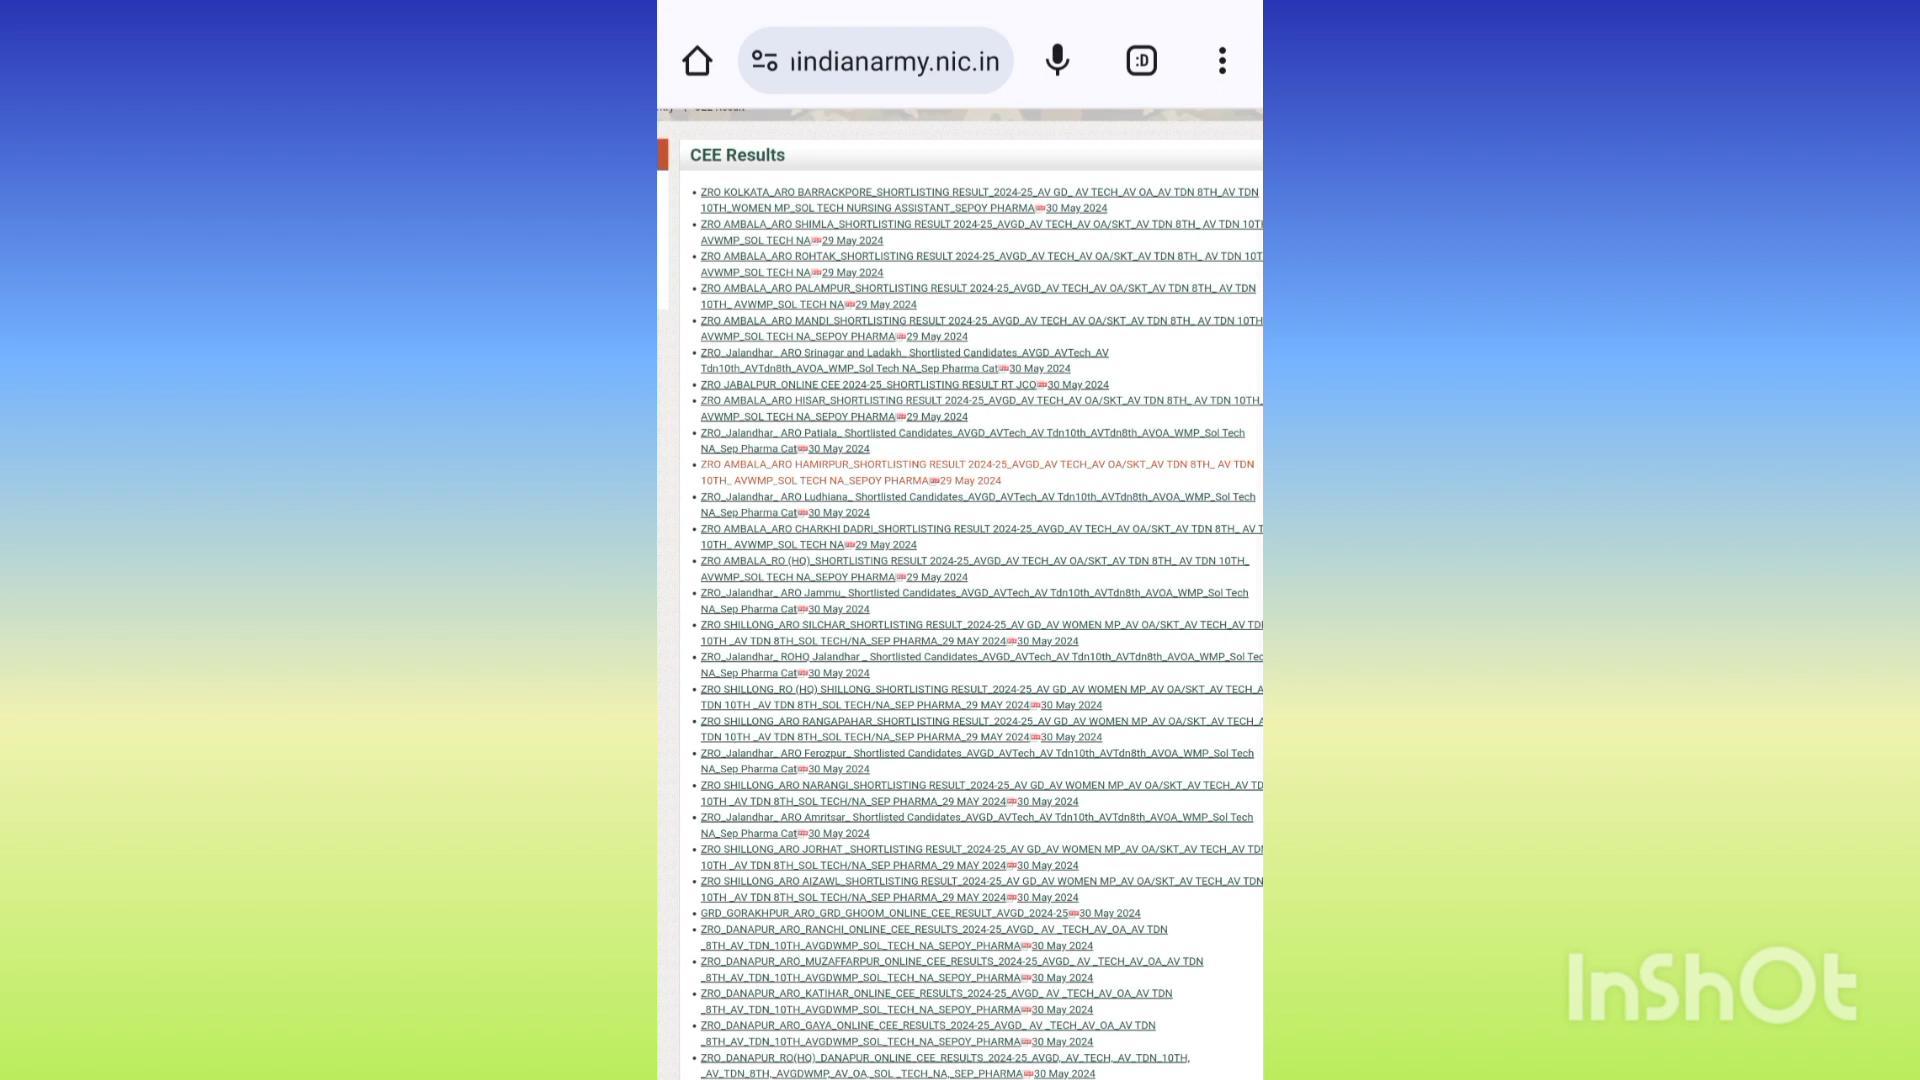 ıindianarmy.nic.in
:D
CEE Results
• ZRO KOLKATA_ARO BARRACKPORE_SHORTLISTING RESULT_2024-25_AV GD_ AV TECH_AV OA_AV TDN 8TH_AV TDN
10TH_WOMEN MP_SOL TECH NURSING ASSISTANT_SEPOY PHARMA 30 May 2024
• ZRO AMBALA_ARO SHIMLA_SHORTLISTING RESULT 2024-25_AVGD_AV TECH_AV OA/SKT_AV TDN 8TH_ AV TDN 10TH
AVWMP_SOL TECH NA 29 May 2024
• ZRO AMBALA_ARO ROHTAK_SHORTLISTING RESULT 2024-25_AVGD_AV TECH_AV OA/SKT_AV TDN 8TH_ AV TDN 10T
AVWMP_SOL TECH NA 29 May 2024
• ZRO AMBALA_ARO PALAMPUR_SHORTLISTING RESULT 2024-25_AVGD_AV TECH_AV OA/SKT_AV TDN 8TH_ AV TDN
10TH_ AVWMP_SOL TECH NA 29 May 2024
• ZRO AMBALA_ARO MANDI_SHORTLISTING RESULT 2024-25_AVGD_AV TECH_AV OA/SKT_AV TDN 8TH_ AV TDN 10TH
AVWMP_SOL TECH NA_SEPOY PHARMA 29 May 2024
• ZRO_Jalandhar_ ARO Srinagar and Ladakh_ Shortlisted Candidates_AVGD_AVTech_AV
Tdn10th_AVTdn8th_AVOA_WMP_Sol Tech NA_Sep Pharma Cat 30 May 2024
• ZRO JABALPUR_ONLINE CEE 2024-25_SHORTLISTING RESULT RT JCO 30 May 2024
• ZRO AMBALA_ARO HISAR_SHORTLISTING RESULT 2024-25_AVGD_AV TECH_AV OA/SKT_AV TDN 8TH_ AV TDN 10TH_
AVWMP_SOL TECH NA_SEPOY PHARMA 29 May 2024
• ZRO_Jalandhar_ ARO Patiala_ Shortlisted Candidates_AVGD_AVTech_AV Tdn10th_AVTdn8th_AVOA_WMP_Sol Tech
NA_Sep Pharma Cat 30 May 2024
• ZRO AMBALA_ARO HAMIRPUR_SHORTLISTING RESULT 2024-25_AVGD_AV TECH_AV OA/SKT_AV TDN 8TH_ AV TDN
10TH_ AVWMP_SOL TECH NA_SEPOY PHARMA 29 May 2024
• ZRO_Jalandhar_ ARO Ludhiana_ Shortlisted Candidates_AVGD_AVTech_AV Tdn10th_AVTdn8th_AVOA_WMP_Sol Tech
NA_Sep Pharma Cat 30 May 2024
• ZRO AMBALA_ARO CHARKHI DADRI_SHORTLISTING RESULT 2024-25_AVGD_AV TECH_AV OA/SKT_AV TDN 8TH_ AV T
10TH_ AVWMP_SOL TECH NA 29 May 2024
• ZRO AMBALA_RO (HQ)_SHORTLISTING RESULT 2024-25_AVGD_AV TECH_AV OA/SKT_AV TDN 8TH_ AV TDN 10TH_
AVWMP_SOL TECH NA_SEPOY PHARMA 29 May 2024
• ZRO_Jalandhar_ ARO Jammu_ Shortlisted Candidates_AVGD_AVTech_AV Tdn10th_AVTdn8th_AVOA_WMP_Sol Tech
NA_Sep Pharma Cat 30 May 2024
• ZRO SHILLONG_ARO SILCHAR_SHORTLISTING RESULT_2024-25_AV GD_AV WOMEN MP_AV OA/SKT_AV TECH_AV TD
10TH _AV TDN 8TH_SOL TECH/NA_SEP PHARMA_29 MAY 2024 30 May 2024
• ZRO_Jalandhar_ ROHQ Jalandhar _ Shortlisted Candidates_AVGD_AVTech_AV Tdn10th_AVTdn8th_AVOA_WMP_Sol Tec
NA_Sep Pharma Cat 30 May 2024
• ZRO SHILLONG_RO (HQ) SHILLONG_SHORTLISTING RESULT_2024-25_AV GD_AV WOMEN MP_AV OA/SKT_AV TECH_A
TDN 10TH _AV TDN 8TH_SOL TECH/NA_SEP PHARMA_29 MAY 2024 30 May 2024
• ZRO SHILLONG_ARO RANGAPAHAR_SHORTLISTING RESULT_2024-25_AV GD_AV WOMEN MP_AV OA/SKT_AV TECH_A
TDN 10TH _AV TDN 8TH_SOL TECH/NA_SEP PHARMA_29 MAY 2024 30 May 2024
• ZRO_Jalandhar_ ARO Ferozpur_ Shortlisted Candidates_AVGD_AVTech_AV Tdn10th_AVTdn8th_AVOA_WMP_Sol Tech
NA_Sep Pharma Cat 30 May 2024
• ZRO SHILLONG_ARO NARANGI_SHORTLISTING RESULT_2024-25_AV GD_AV WOMEN MP_AV OA/SKT_AV TECH_AV TD
10TH _AV TDN 8TH_SOL TECH/NA_SEP PHARMA_29 MAY 2024 30 May 2024
• ZRO_Jalandhar_ ARO Amritsar_ Shortlisted Candidates_AVGD_AVTech_AV Tdn10th_AVTdn8th_AVOA_WMP_Sol Tech
NA_Sep Pharma Cat 30 May 2024
• ZRO SHILLONG_ARO JORHAT _SHORTLISTING RESULT_2024-25_AV GD_AV WOMEN MP_AV OA/SKT_AV TECH_AV TD
10TH _AV TDN 8TH_SOL TECH/NA_SEP PHARMA_29 MAY 2024 30 May 2024
• ZRO SHILLONG_ARO AIZAWL_SHORTLISTING RESULT_2024-25_AV GD_AV WOMEN MP_AV OA/SKT_AV TECH_AV TDN
10TH _AV TDN 8TH_SOL TECH/NA_SEP PHARMA_29 MAY 2024 30 May 2024
• GRD_GORAKHPUR_ARO_GRD_GHOOM_ONLINE_CEE_RESULT_AVGD_2024-25 30 May 2024
• ZRO_DANAPUR_ARO_RANCHI_ONLINE_CEE_RESULTS_2024-25_AVGD_ AV _TECH_AV_OA_AV TDN
_8TH_AV_TDN_10TH_AVGDWMP_SOL_TECH_NA_SEPOY_PHARMA 30 May 2024
• ZRO_DANAPUR_ARO_MUZAFFARPUR_ONLINE_CEE_RESULTS_2024-25_AVGD_ AV _TECH_AV_OA_AV TDN
_8TH_AV_TDN_10TH_AVGDWMP_SOL_TECH_NA_SEPOY_PHARMA 30 May 2024
• ZRO_DANAPUR_ARO_KATIHAR_ONLINE_CEE_RESULTS_2024-25_AVGD_ AV _TECH_AV_OA_AV TDN
_8TH_AV_TDN_10TH_AVGDWMP_SOL_TECH_NA_SEPOY_PHARMA 30 May 2024
• ZRO_DANAPUR_ARO_GAYA_ONLINE_CEE_RESULTS_2024-25_AVGD_ AV _TECH_AV_OA_AV TDN
_8TH_AV_TDN_10TH_AVGDWMP_SOL_TECH_NA_SEPOY_PHARMA 30 May 2024
• ZRO_DANAPUR_RO(HQ)_DANAPUR_ONLINE_CEE_RESULTS_2024-25_AVGD,_AV_TECH,_AV_TDN_10TH,
_AV_TDN_8TH,_AVGDWMP,_AV_OA,_SOL _TECH_NA,_SEP_PHARMA 30 May 2024
InShOt